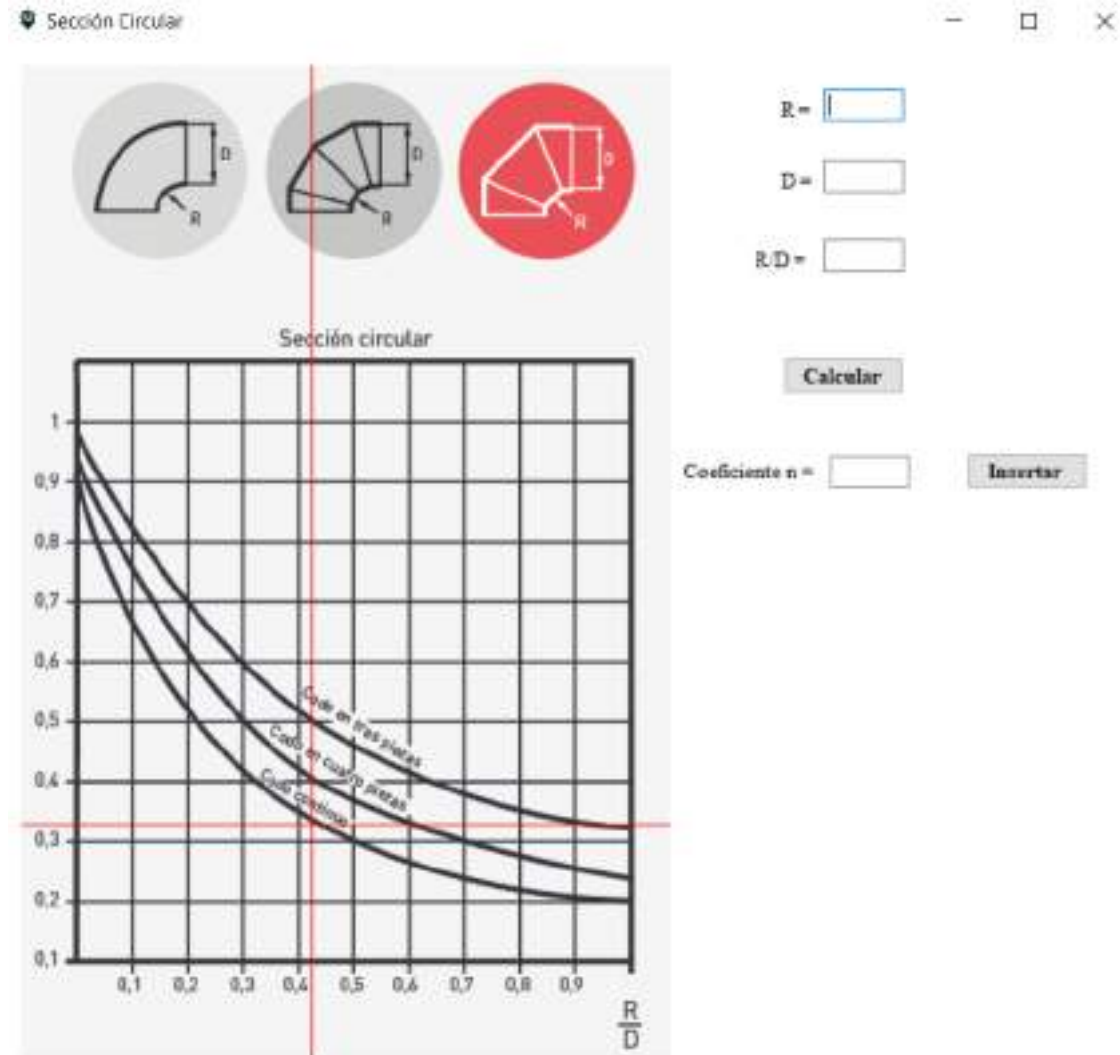 Sección Circular
D
R
D
R
D
R
R =
D =
R/D =
Calcular
Coeficiente n =
Insertar
Sección circular
1
0,9
0,8
0,7
0,6
0,5
0,4
0,3
0,2
0,1
Codo en tres piezas
Codo en cuatro piezas
Codo continuo
0,1 0,2 0,3 0,4 0,5 0,6 0,7 0,8 0,9
R
D